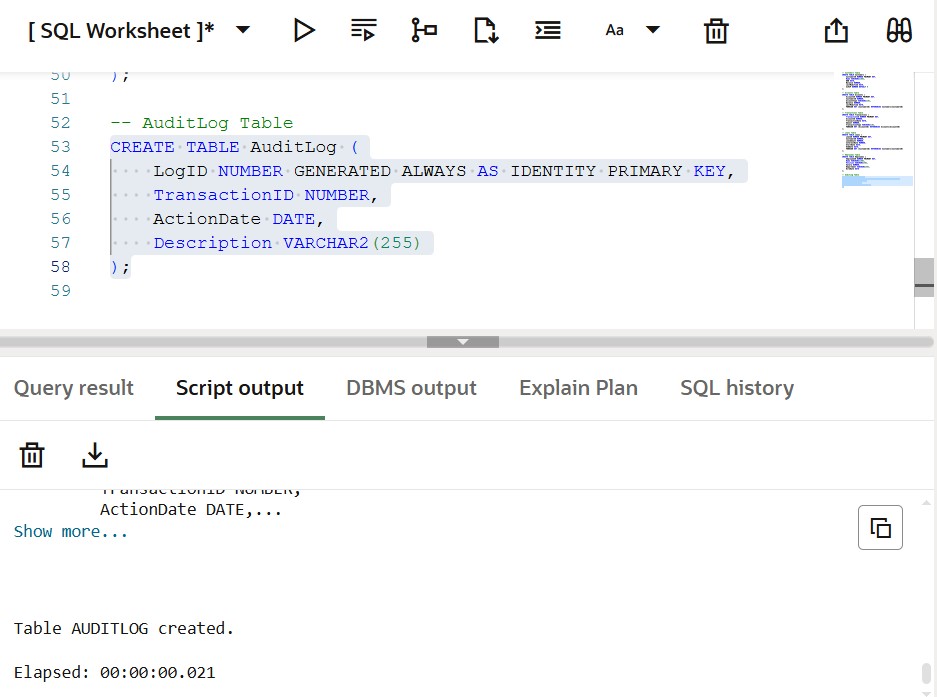 [ SQL Worksheet ]*
Aa
50 );
51
52 -- AuditLog Table
53 CREATE TABLE AuditLog (
54 LogID NUMBER GENERATED ALWAYS AS IDENTITY PRIMARY KEY,
55 TransactionID NUMBER,
56 ActionDate DATE,
57 Description VARCHAR2(255)
58 );
59
Query result Script output DBMS output Explain Plan SQL history
TransactionID NUMBER,
ActionDate DATE,...
Show more...
Table AUDITLOG created.
Elapsed: 00:00:00.021